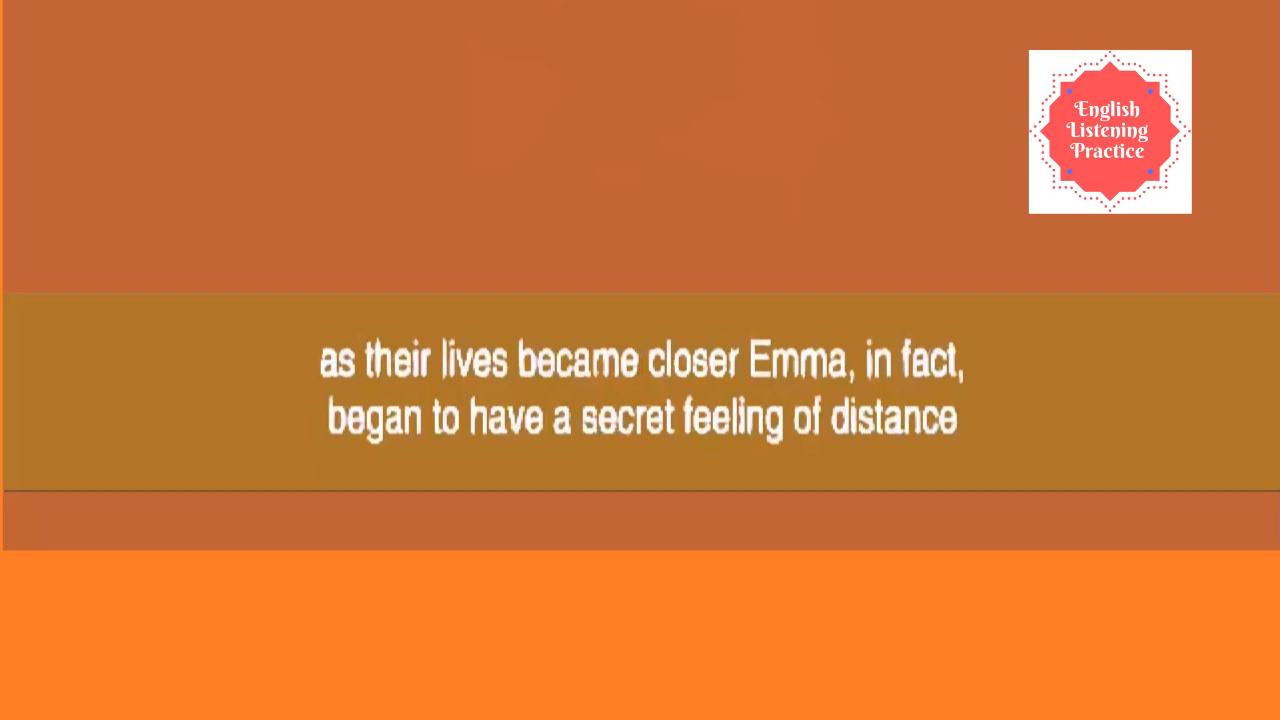 English
Listening
Practice
as their lives became closer Emma, in fact,
began to have a secret feeling of distance